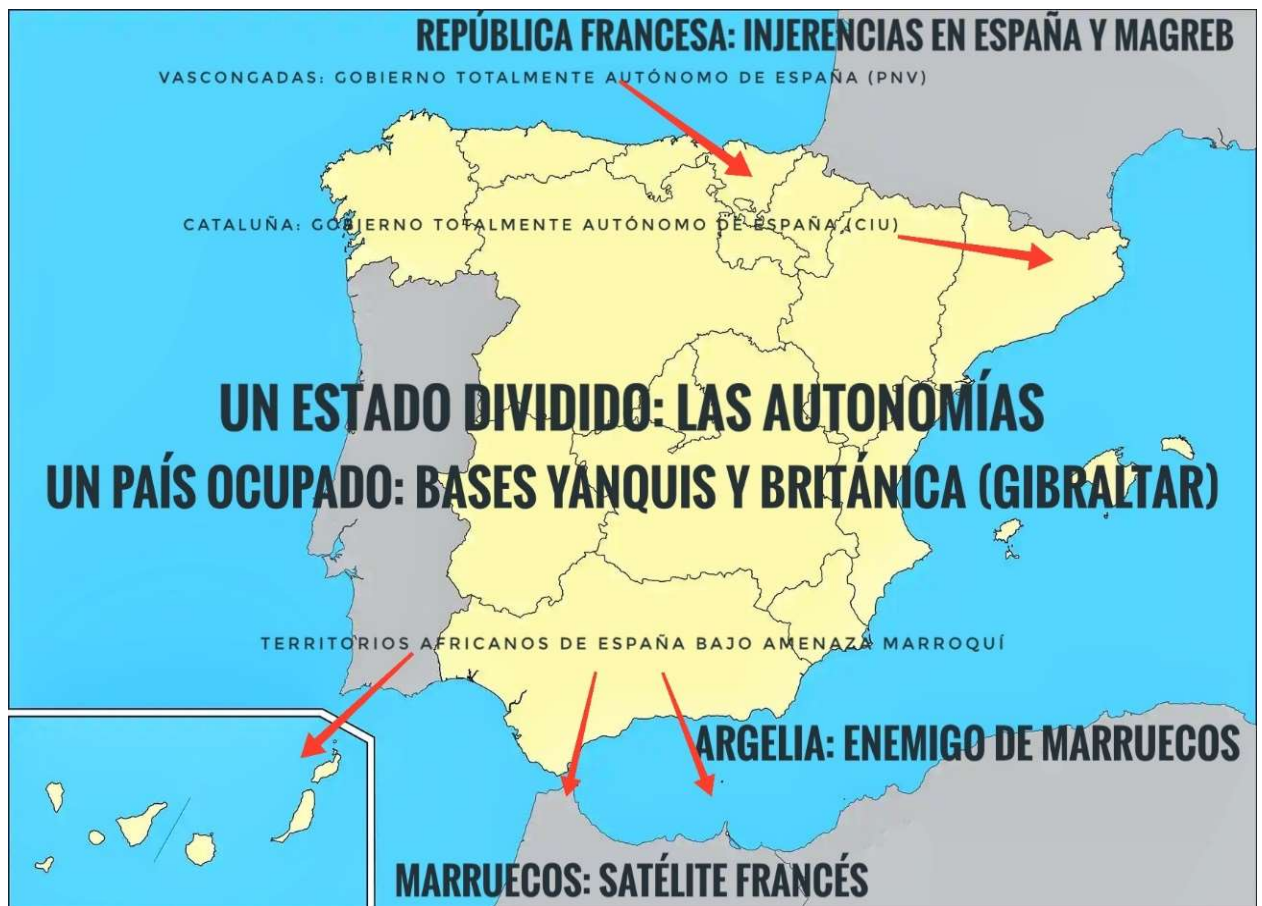 REPÚBLICA FRANCESA: INJERENCIAS EN ESPAÑA Y MAGREB
VASCONGADAS: GOBIERNO TOTALMENTE AUTÓNOMO DE ESPAÑA (PNV)
CATALUÑA: GOBIERNO TOTALMENTE AUTÓNOMO DE ESPAÑA (CIU)
UN ESTADO DIVIDIDO: LAS AUTONOMÍAS
UN PAÍS OCUPADO: BASES YANQUIS Y BRITÁNICA (GIBRALTAR)
TERRITORIOS AFRICANOS DE ESPAÑA BAJO AMENAZA MARROQUÍ
ARGELIA: ENEMIGO DE MARRUECOS
MARRUECOS: SATÉLITE FRANCÉS